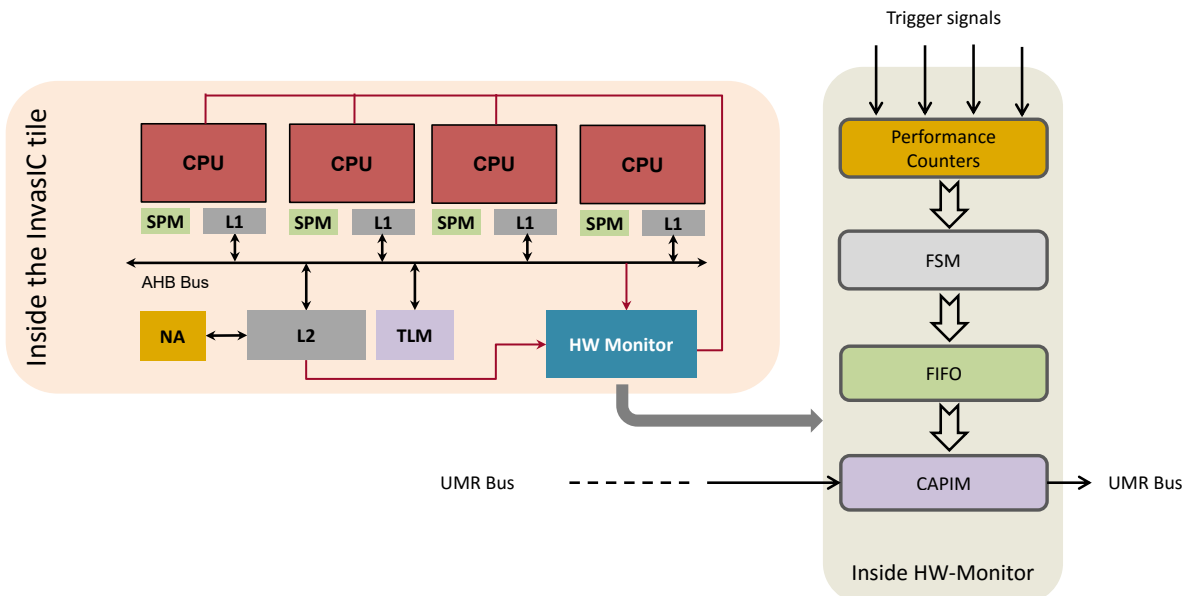 Trigger signals
Inside the InvasIC tile
CPU
CPU
CPU
CPU
SPM
L1
SPM
L1
SPM
L1
SPM
L1
AHB Bus
NA
L2
TLM
HW Monitor
Performance
Counters
FSM
FIFO
UMR Bus
CAPIM
UMR Bus
Inside HW-Monitor